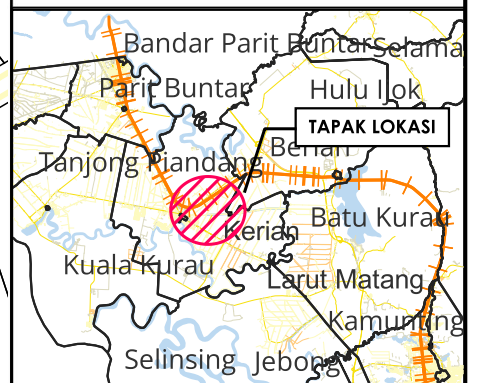 Bandar Parit Buntar
Selama
Parit Buntar
Hulu Ijok
TAPAK LOKASI
Beriah
Tanjong Piandang
Batu Kurau
Kerian
Kuala Kurau
Larut Matang
Kamunting
Selinsing
Jebong